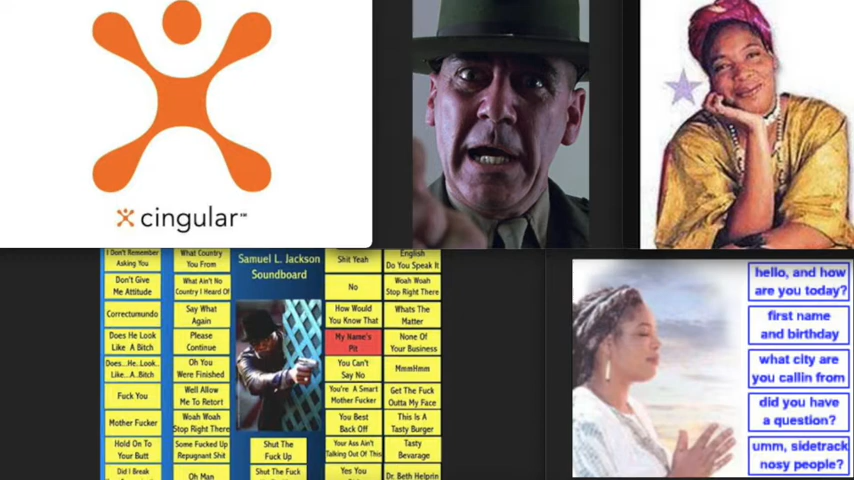 cingular℠
I Don't Remember
Asking You
Don't Give
Me Attitude
Correctumundo
Does He Look
Like A Bitch
Does...He..Look..
Like...A..Bitch
Fuck You
Mother Fucker
Hold On To
Your Butt
Did I Break
What Country
You From
What Ain't No
Country I Heard Of
Say What
Again
Please
Continue
Oh You
Were Finished
Well Allow
Me To Retort
Woah Woah
Stop Right There
Some Fucked Up
Repugnant Shit
Oh Man
Samuel L. Jackson
Soundboard
Shut The
Fuck Up
Shut The Fuck
Shit Yeah
No
How Would
You Know That
My Name's
Pit
You Can't
Say No
You're A Smart
Mother Fucker
You Best
Back Off
Your Ass Ain't
Talking Out Of This
Yes You
English
Do You Speak It
Woah Woah
Stop Right There
Whats The
Matter
None Of
Your Business
MmmHmm
Get The Fuck
Outta My Face
This Is A
Tasty Burger
Tasty
Bevarage
Dr. Beth Helprin
hello, and how
are you today?
first name
and birthday
what city are
you callin from
did you have
a question?
umm, sidetrack
nosy people?